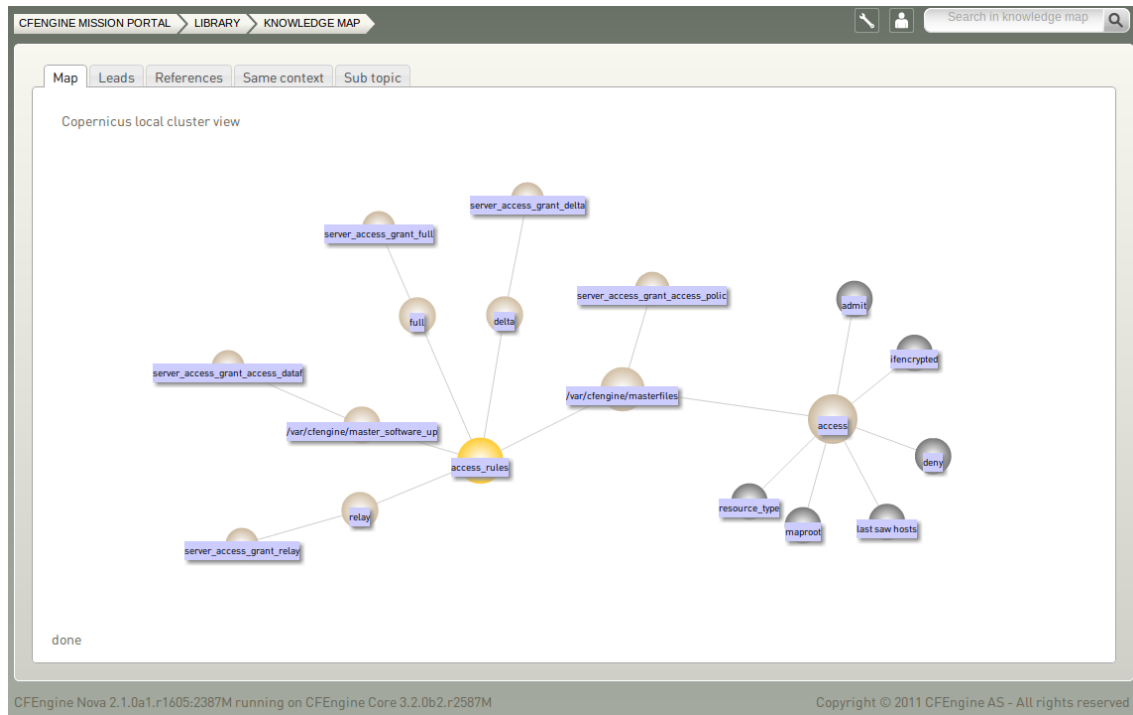 CFENGINE MISSION PORTAL LIBRARY KNOWLEDGE MAP
Search in knowledge map
Map Leads References Same context Sub topic
Copernicus local cluster view
server_access_grant_delta
server_access_grant_full
server_access_grant_access_polic
admit
full
delta
ifencrypted
server_access_grant_access_dataf
/var/cfengine/masterfiles
access
/var/cfengine/master_software_up
deny
access_rules
resource_type
relay
last saw hosts
maproot
server_access_grant_relay
done
CFEngine Nova 2.1.0a1.r1605:2387M running on CFEngine Core 3.2.0b2.r2587M
Copyright © 2011 CFEngine AS - All rights reserved